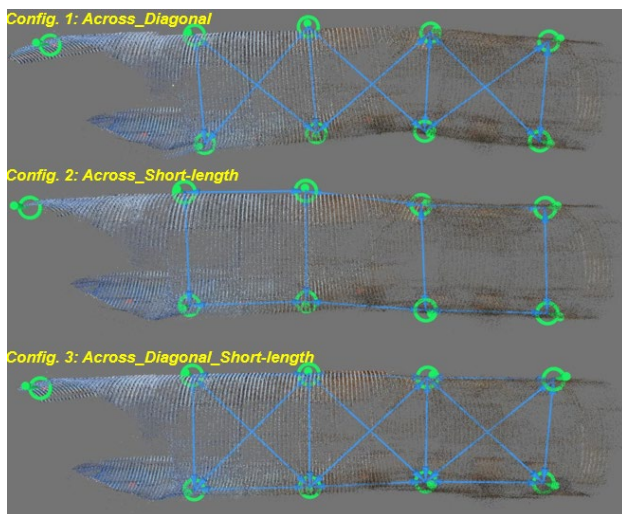 Config. 1: Across_Diagonal
Config. 2: Across_Short-length
Config. 3: Across_Diagonal_Short-length